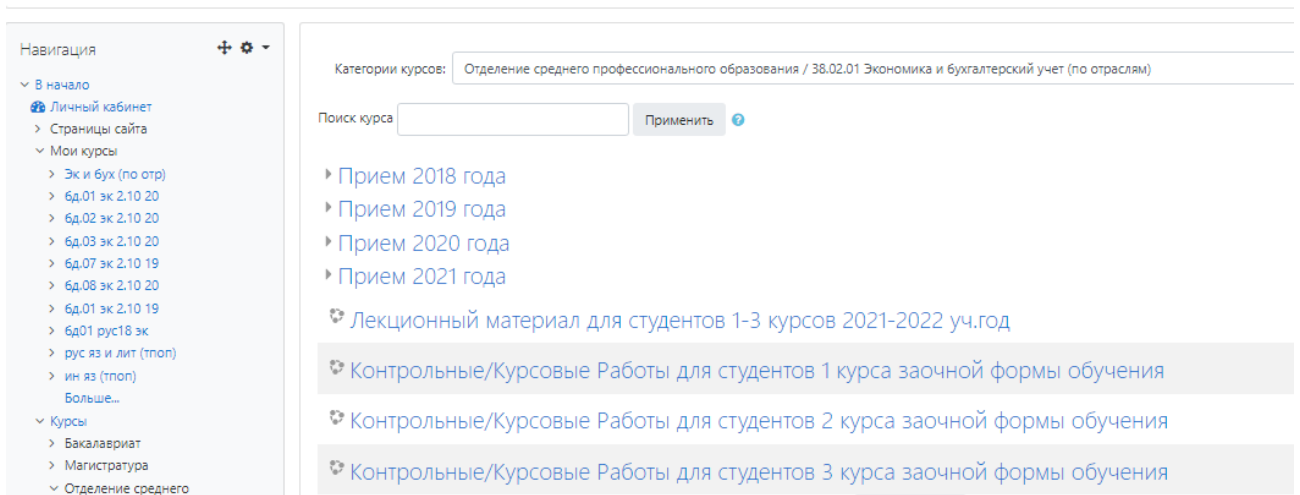 Навигация
В начало
Личный кабинет
Страницы сайта
Мои курсы
Эк и бух (по отр)
бд.01 эк 2.10 20
бд.02 эк 2.10 20
бд.03 эк 2.10 20
бд.07 эк 2.10 19
бд.08 эк 2.10 20
бд.01 эк 2.10 19
бд01 рус18 эк
рус яз и лит (тпоп)
ин яз (тпоп)
Больше...
Курсы
Бакалавриат
Магистратура
Отделение среднего
Категории курсов: Отделение среднего профессионального образования / 38.02.01 Экономика и бухгалтерский учет (по отраслям)
Поиск курса Применить
Прием 2018 года
Прием 2019 года
Прием 2020 года
Прием 2021 года
Лекционный материал для студентов 1-3 курсов 2021-2022 уч.год
Контрольные/Курсовые Работы для студентов 1 курса заочной формы обучения
Контрольные/Курсовые Работы для студентов 2 курса заочной формы обучения
Контрольные/Курсовые Работы для студентов 3 курса заочной формы обучения